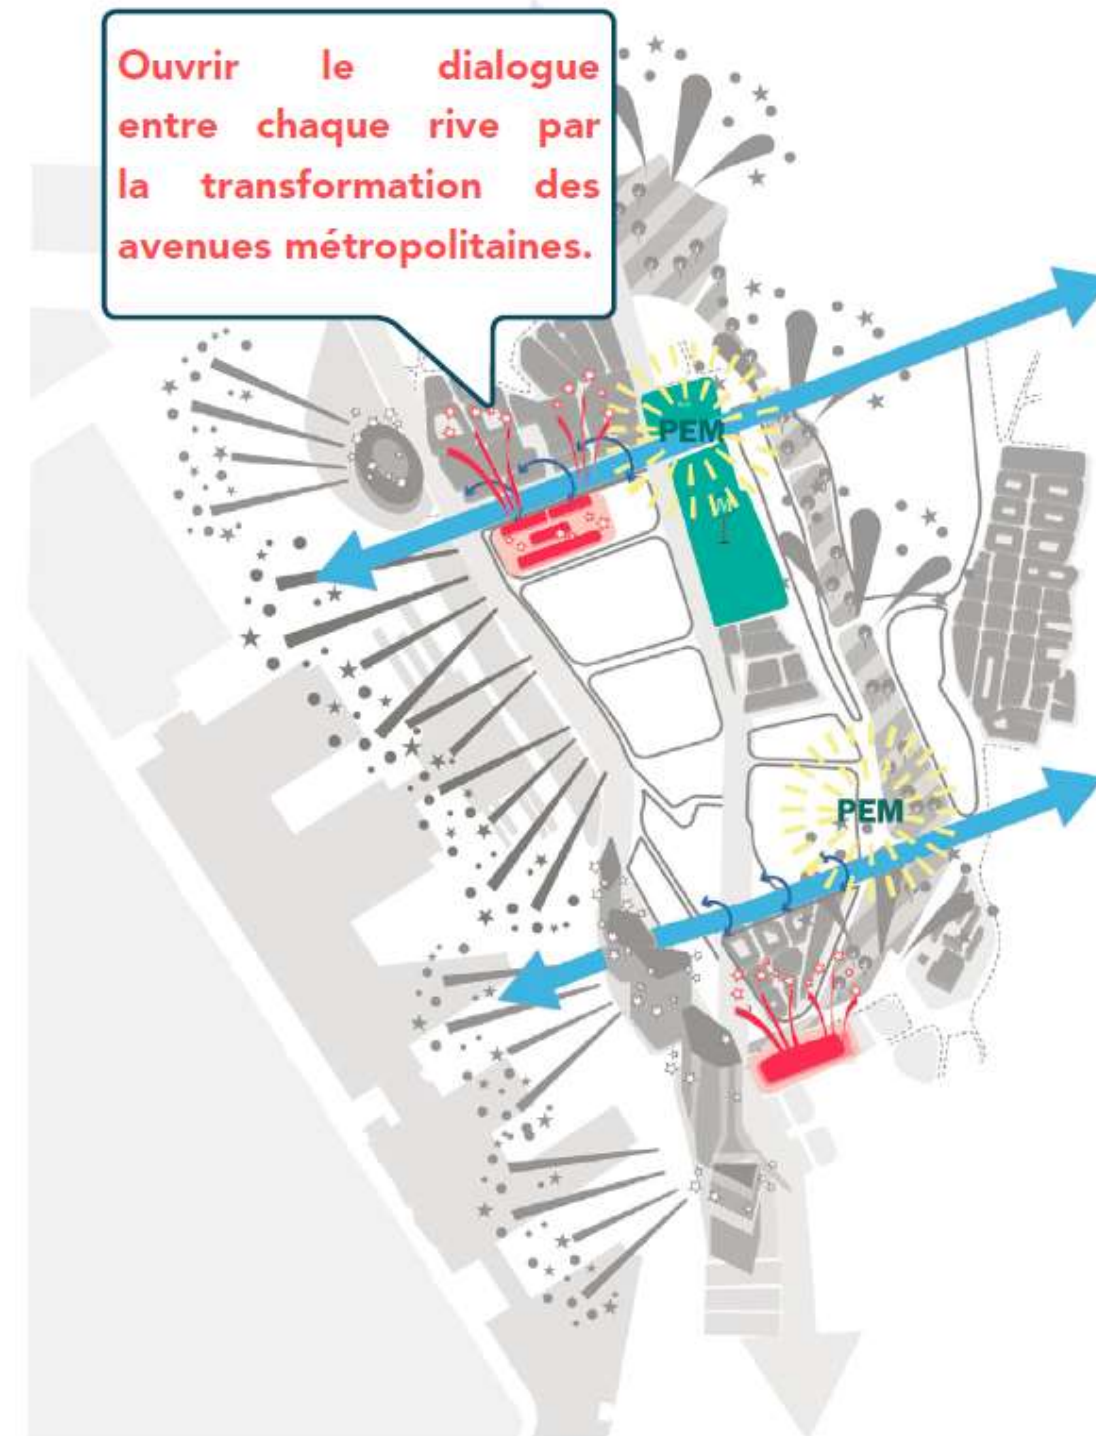 Ouvrir le dialogue
entre chaque rive par
la transformation des
avenues métropolitaines.
PEM
PEM